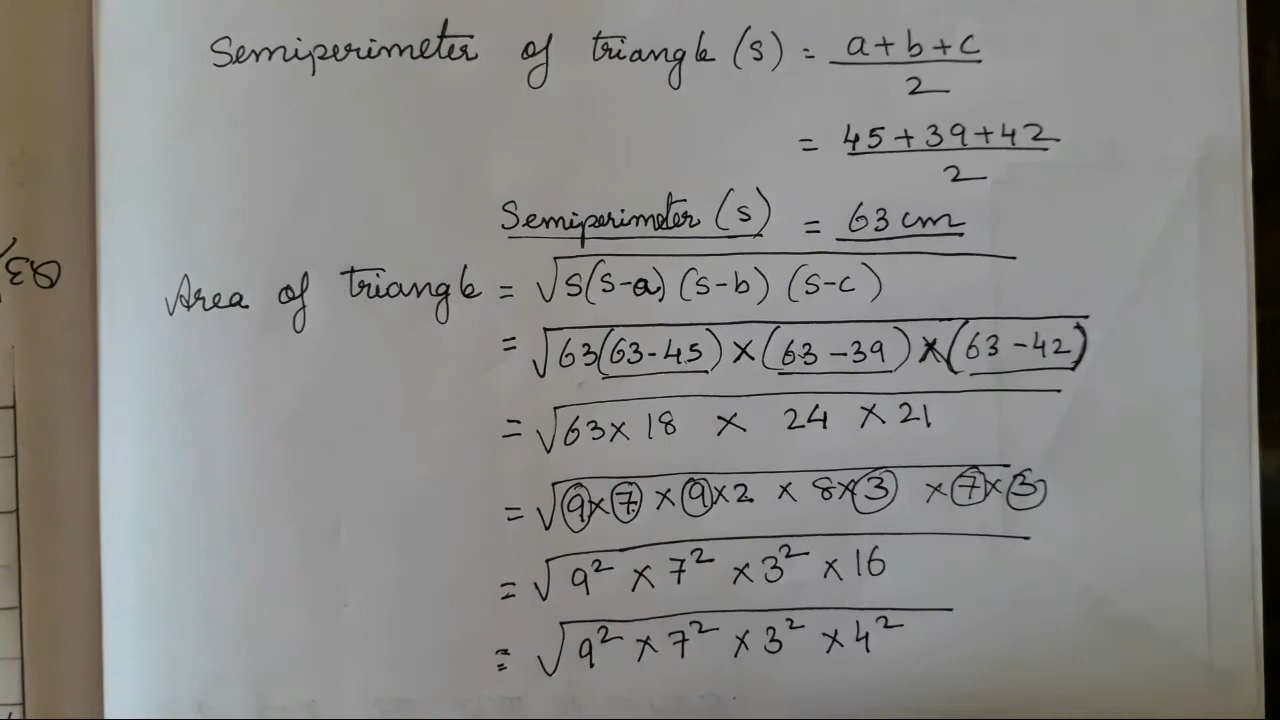 Semiperimeter of triangle (s) = a+b+c / 2
= 45+39+42 / 2
Semiperimeter (s) = 63 cm
Area of triangle = √s(s-a) (s-b) (s-c)
= √63(63-45) × (63-39) × (63-42)
= √63 × 18 × 24 × 21
= √9×7 × 9×2 × 8×3 × 7×3
= √9² × 7² × 3² × 16
= √9² × 7² × 3² × 4²
Q3